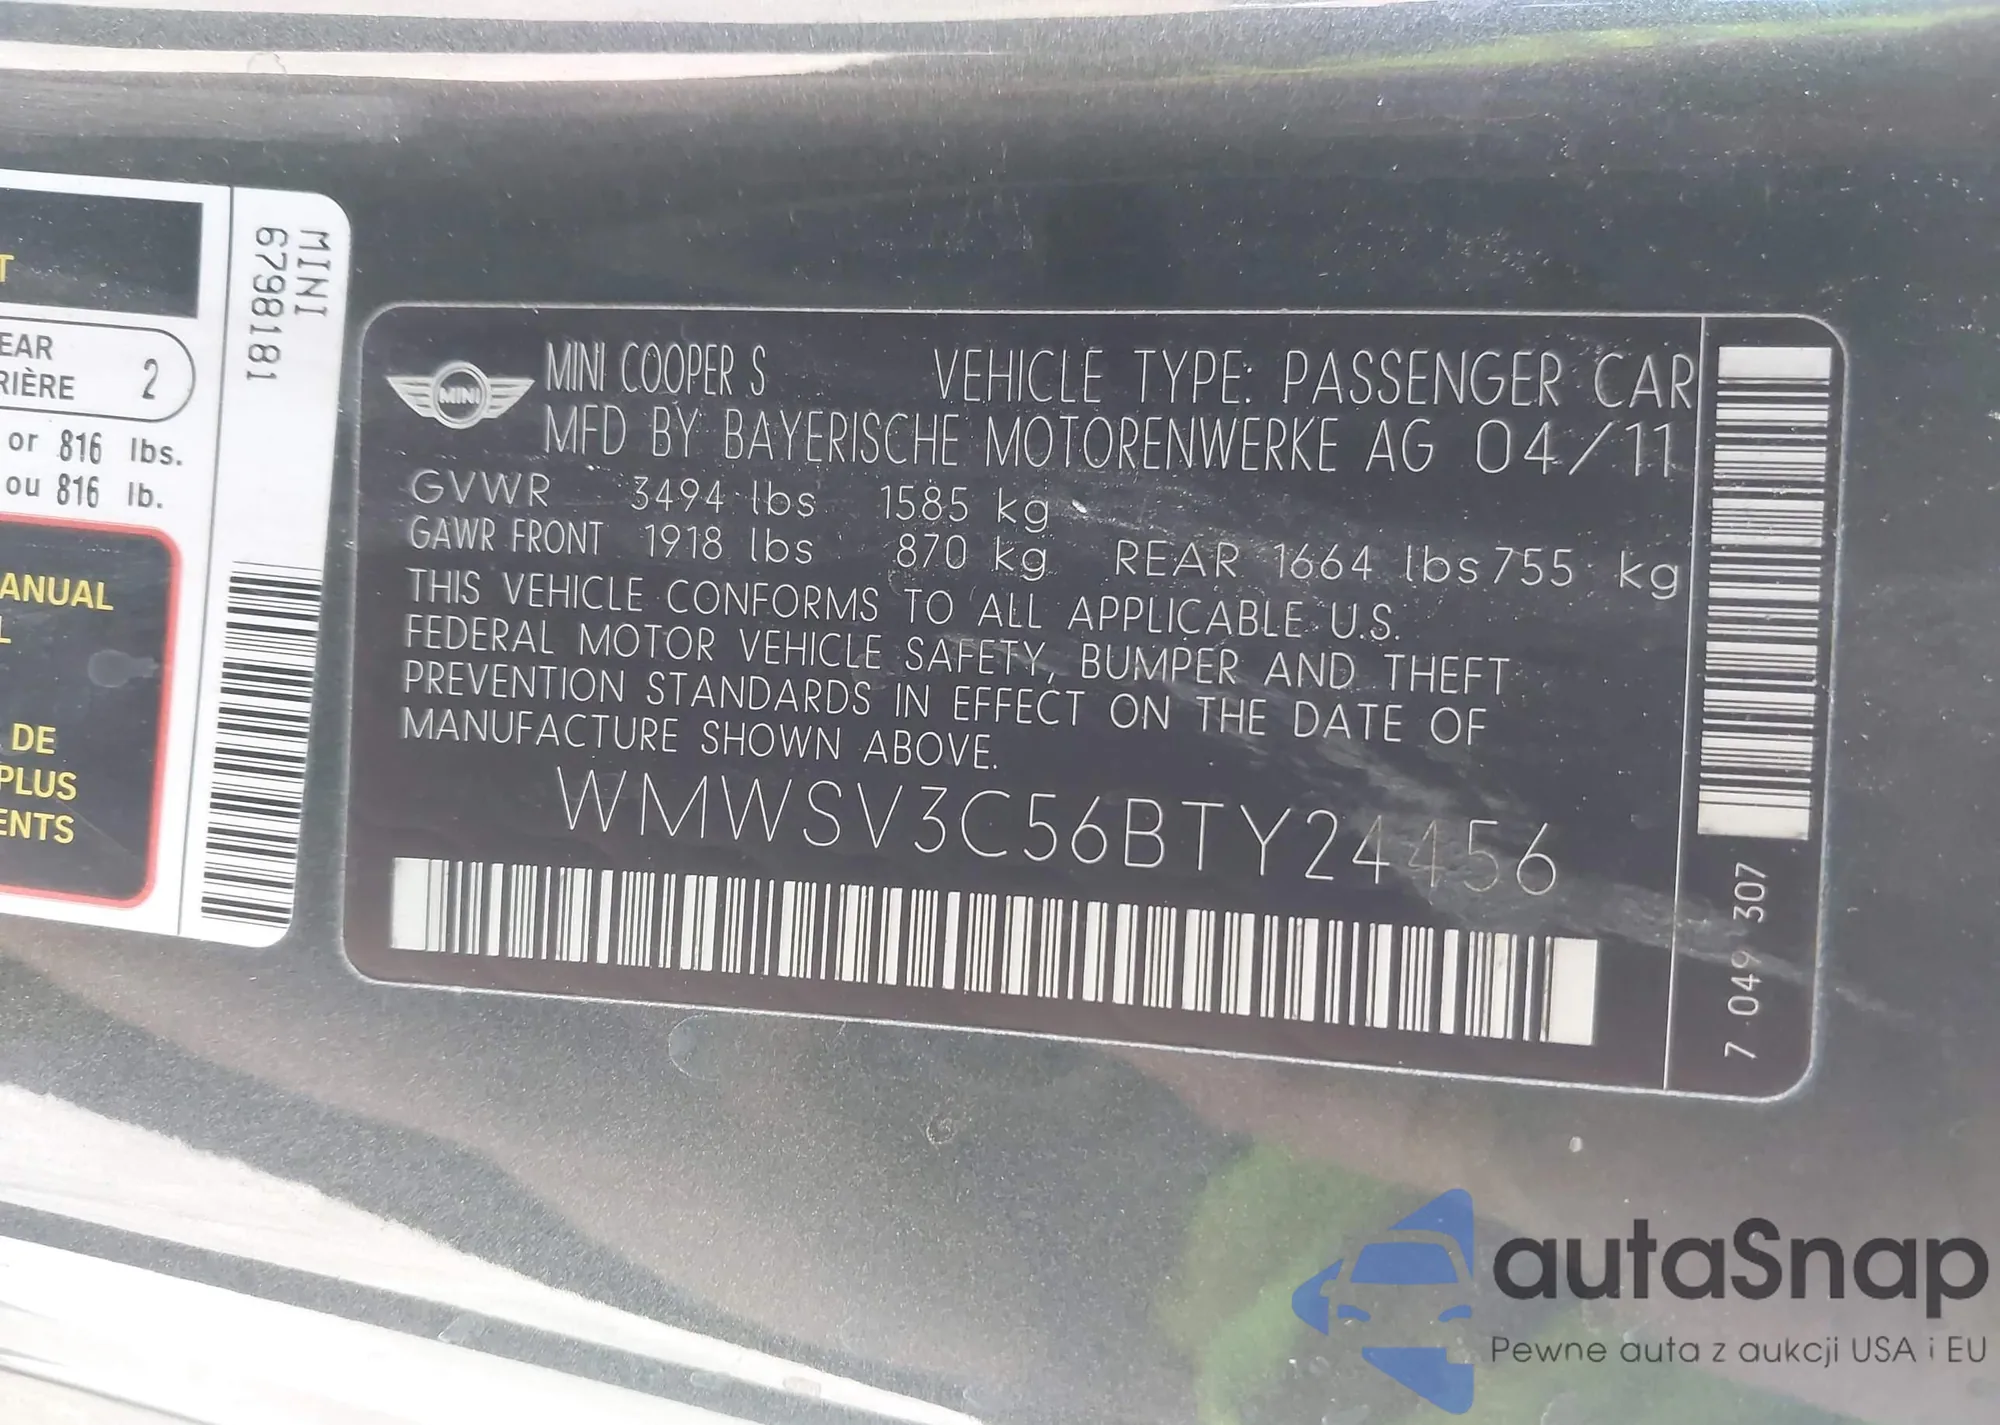 T
EAR
RIÈRE 2
or 816 lbs.
ou 816 lb.
ANUAL
L
DE
PLUS
ENTS
MINI
6798181
MINI
MINI COOPER S VEHICLE TYPE: PASSENGER CAR
MFD BY BAYERISCHE MOTORENWERKE AG 04/11
GVWR 3494 lbs 1585 kg
GAWR FRONT 1918 lbs 870 kg REAR 1664 lbs 755 kg
THIS VEHICLE CONFORMS TO ALL APPLICABLE U.S.
FEDERAL MOTOR VEHICLE SAFETY, BUMPER AND THEFT
PREVENTION STANDARDS IN EFFECT ON THE DATE OF
MANUFACTURE SHOWN ABOVE.
WMWSV3C56BTY24456
7 049 307
autaSnap
Pewne auta z aukcji USA i EU